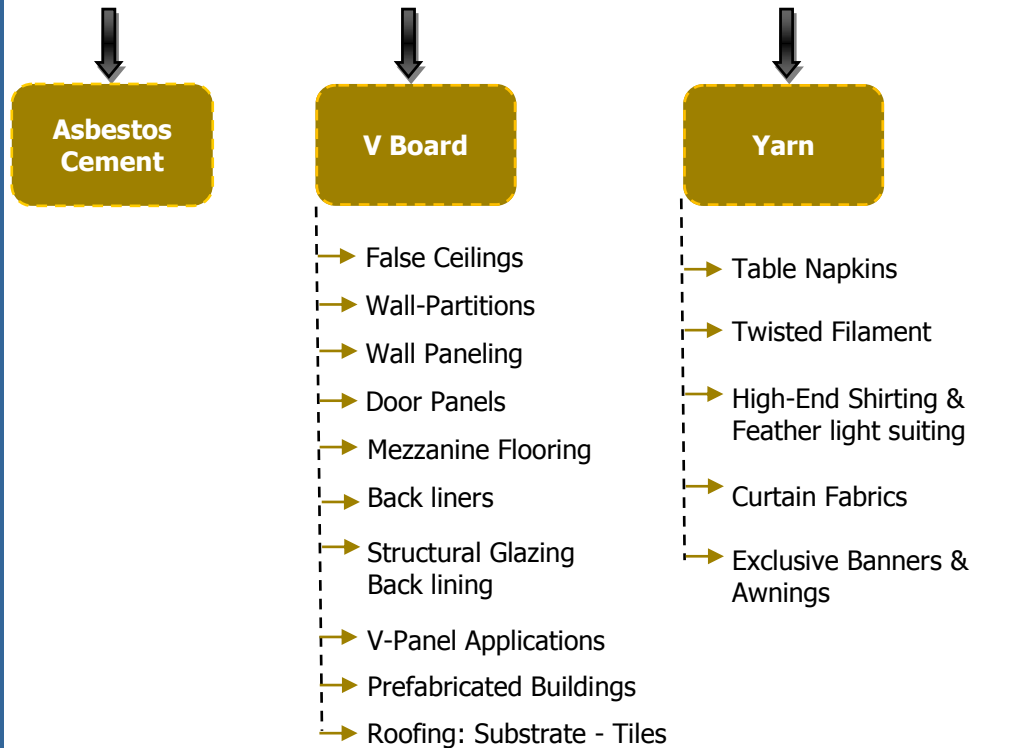 Asbestos
Cement
V Board
Yarn
False Ceilings
Wall-Partitions
Wall Paneling
Door Panels
Mezzanine Flooring
Back liners
Structural Glazing
Back lining
V-Panel Applications
Prefabricated Buildings
Roofing: Substrate - Tiles
Table Napkins
Twisted Filament
High-End Shirting &
Feather light suiting
Curtain Fabrics
Exclusive Banners &
Awnings